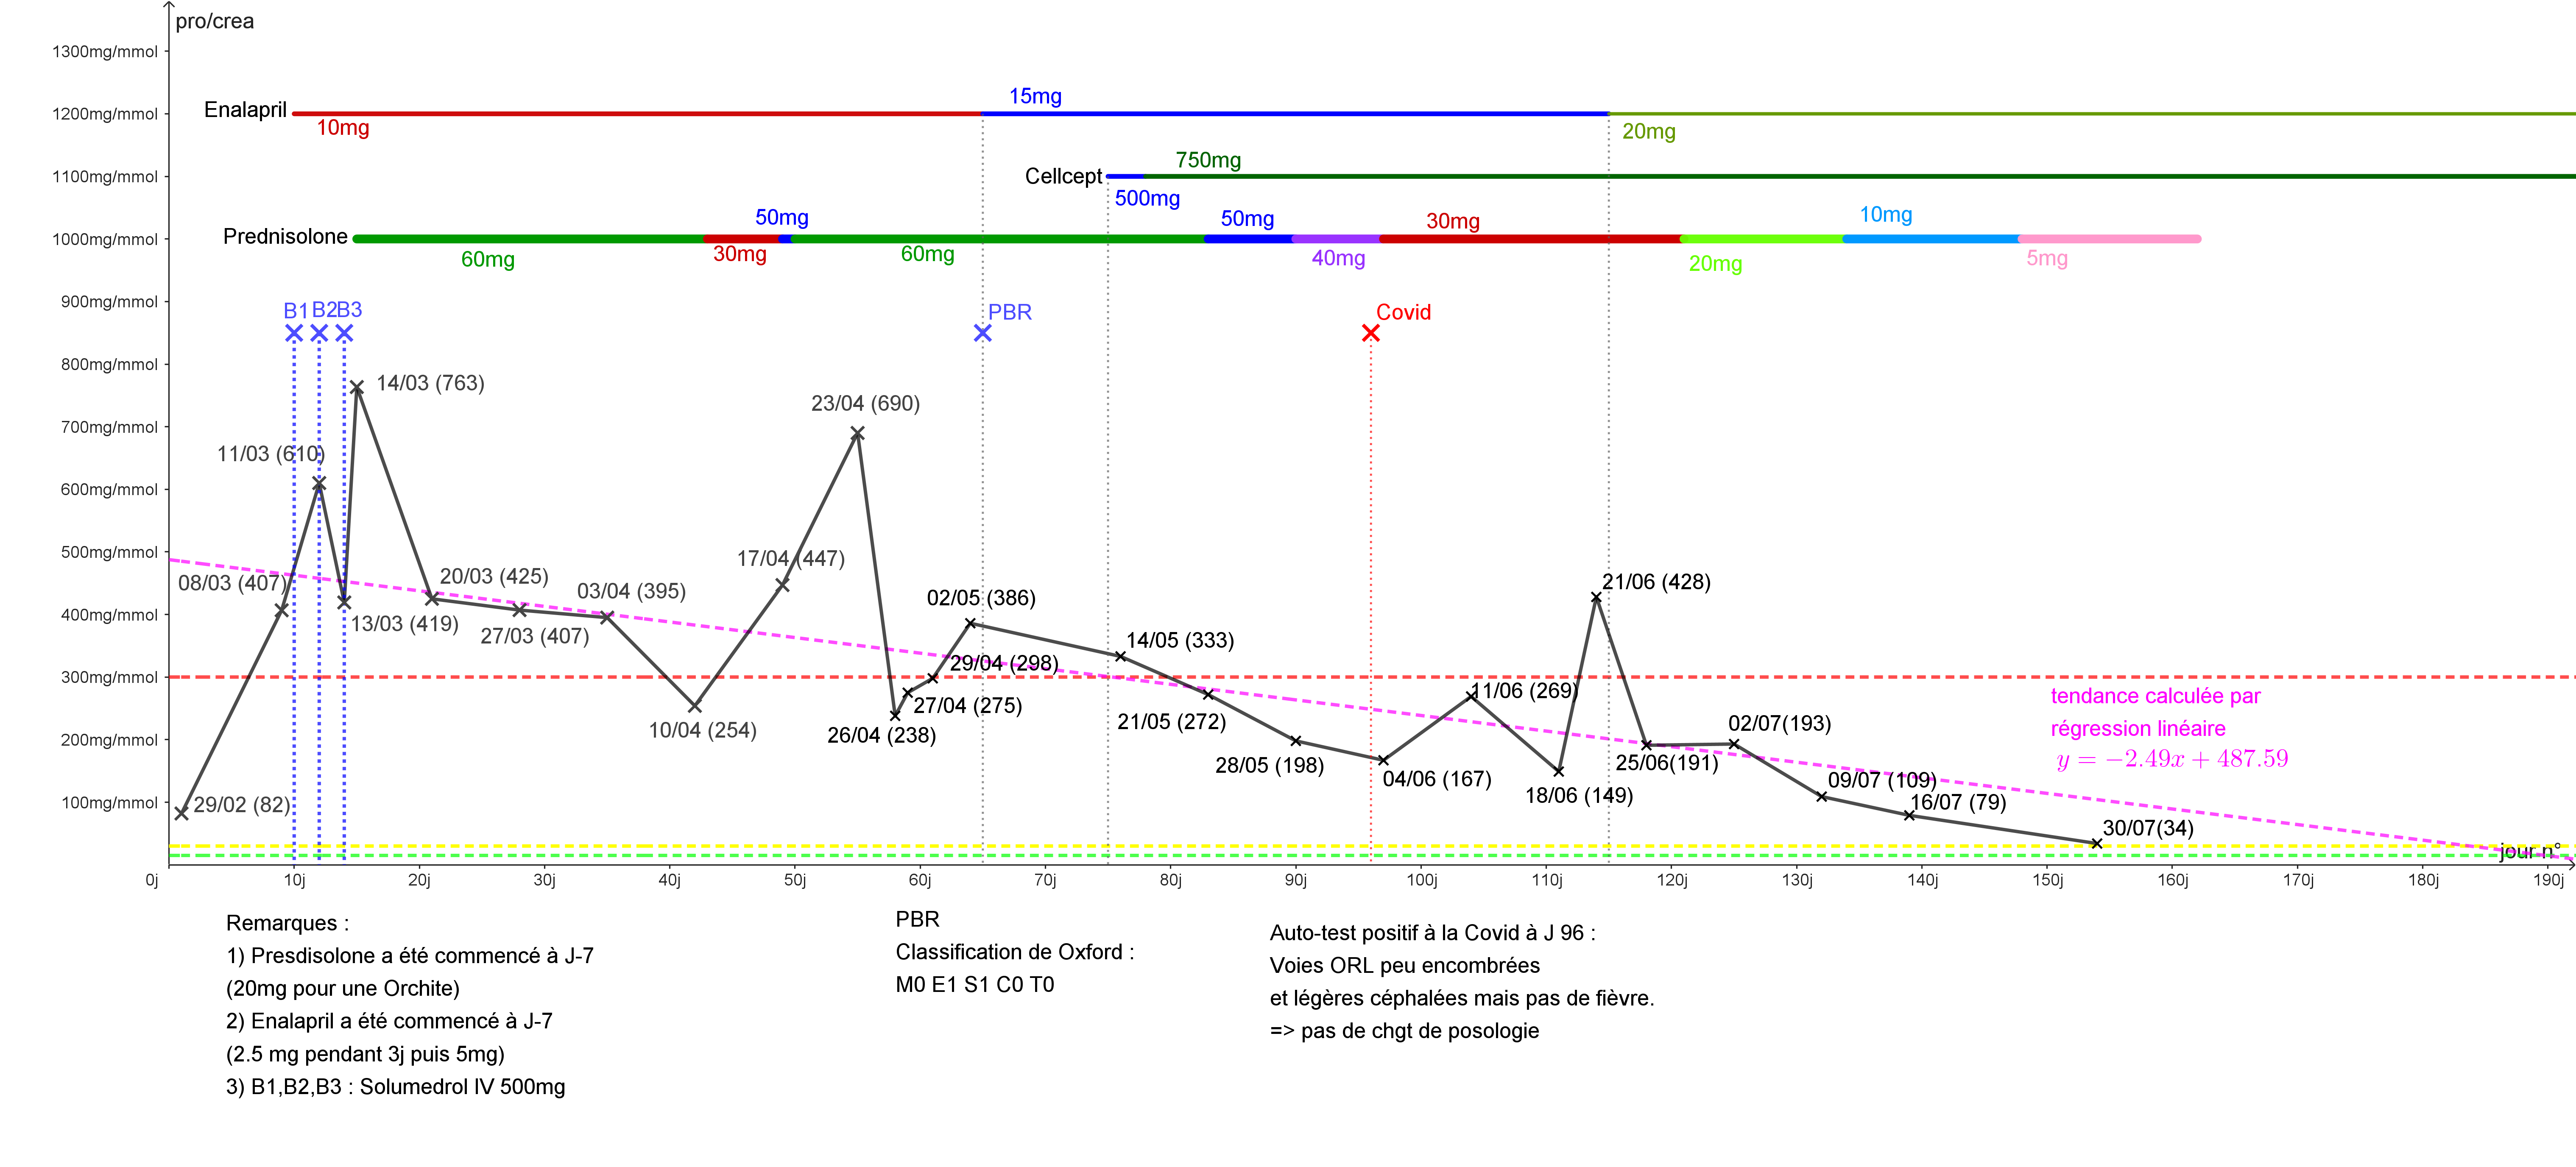 pro/crea
1300mg/mmol
1200mg/mmol
1100mg/mmol
1000mg/mmol
900mg/mmol
800mg/mmol
700mg/mmol
600mg/mmol
500mg/mmol
400mg/mmol
300mg/mmol
200mg/mmol
100mg/mmol
Enalapril
10mg
15mg
20mg
Cellcept
500mg
750mg
Prednisolone
60mg
30mg
50mg
60mg
50mg
40mg
30mg
20mg
10mg
5mg
B1
B2
B3
PBR
Covid
29/02 (82)
08/03 (407)
11/03 (610)
13/03 (419)
14/03 (763)
20/03 (425)
27/03 (407)
03/04 (395)
10/04 (254)
17/04 (447)
23/04 (690)
26/04 (238)
27/04 (275)
29/04 (298)
02/05 (386)
14/05 (333)
21/05 (272)
28/05 (198)
04/06 (167)
11/06 (269)
18/06 (149)
21/06 (428)
25/06(191)
02/07(193)
09/07 (109)
16/07 (79)
30/07(34)
tendance calculée par
régression linéaire
y = −2.49x + 487.59
jour n°
0j 10j 20j 30j 40j 50j 60j 70j 80j 90j 100j 110j 120j 130j 140j 150j 160j 170j 180j 190j
Remarques :
1) Presdisolone a été commencé à J-7
(20mg pour une Orchite)
2) Enalapril a été commencé à J-7
(2.5 mg pendant 3j puis 5mg)
3) B1,B2,B3 : Solumedrol IV 500mg
PBR
Classification de Oxford :
M0 E1 S1 C0 T0
Auto-test positif à la Covid à J 96 :
Voies ORL peu encombrées
et légères céphalées mais pas de fièvre.
=> pas de chgt de posologie